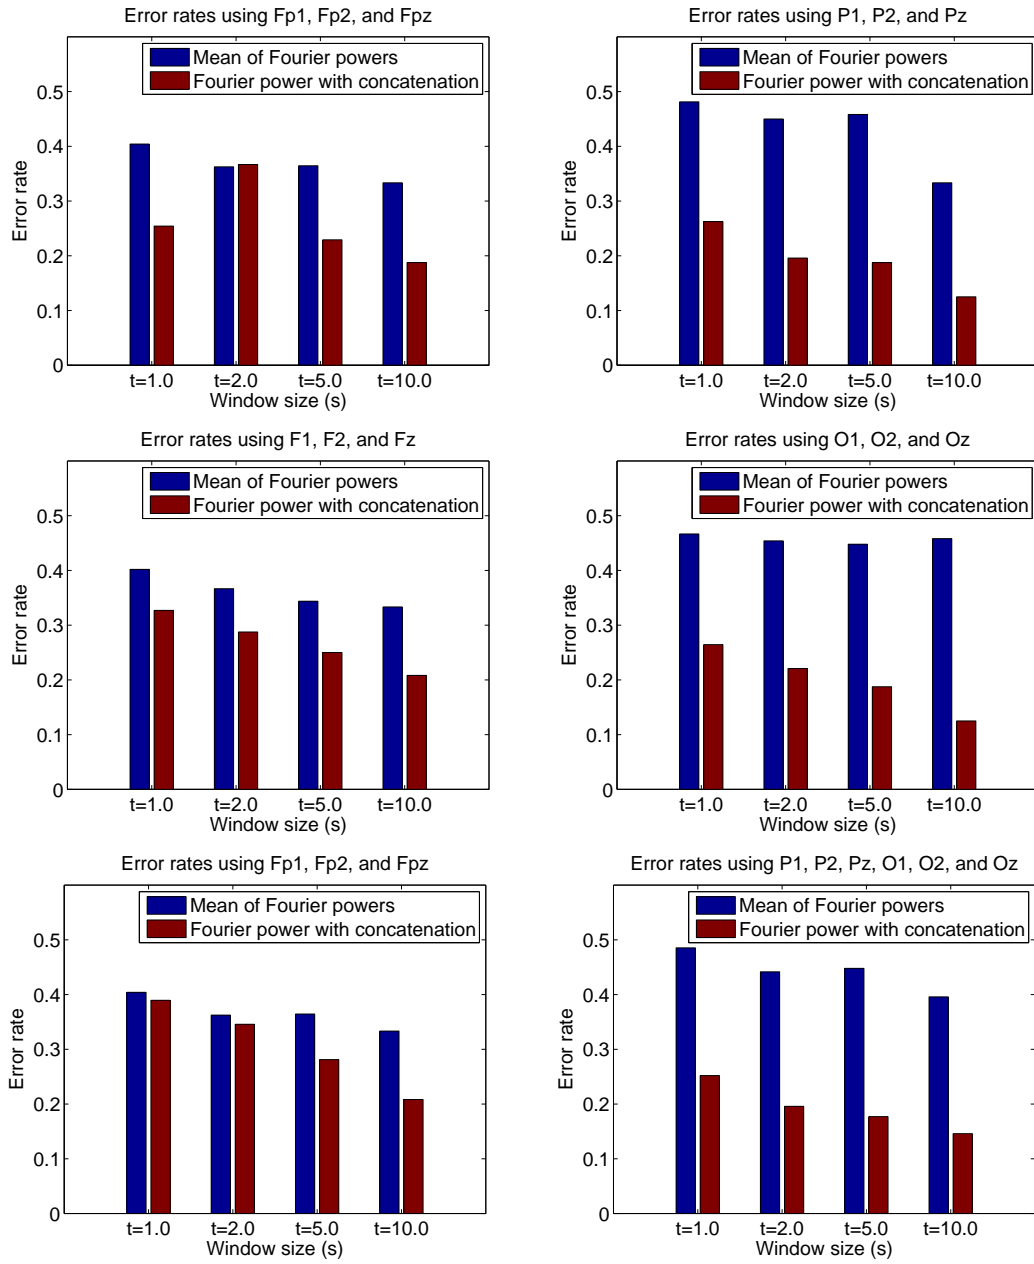 Error rates using Fp1, Fp2, and Fpz
Mean of Fourier powers
Fourier power with concatenation
0.5
0.4
0.3
0.2
0.1
0
Error rate
t=1.0 t=2.0 t=5.0 t=10.0
Window size (s)
Error rates using P1, P2, and Pz
Mean of Fourier powers
Fourier power with concatenation
0.5
0.4
0.3
0.2
0.1
0
Error rate
t=1.0 t=2.0 t=5.0 t=10.0
Window size (s)
Error rates using F1, F2, and Fz
Mean of Fourier powers
Fourier power with concatenation
0.5
0.4
0.3
0.2
0.1
0
Error rate
t=1.0 t=2.0 t=5.0 t=10.0
Window size (s)
Error rates using O1, O2, and Oz
Mean of Fourier powers
Fourier power with concatenation
0.5
0.4
0.3
0.2
0.1
0
Error rate
t=1.0 t=2.0 t=5.0 t=10.0
Window size (s)
Error rates using Fp1, Fp2, and Fpz
Mean of Fourier powers
Fourier power with concatenation
0.5
0.4
0.3
0.2
0.1
0
Error rate
t=1.0 t=2.0 t=5.0 t=10.0
Window size (s)
Error rates using P1, P2, Pz, O1, O2, and Oz
Mean of Fourier powers
Fourier power with concatenation
0.5
0.4
0.3
0.2
0.1
0
Error rate
t=1.0 t=2.0 t=5.0 t=10.0
Window size (s)